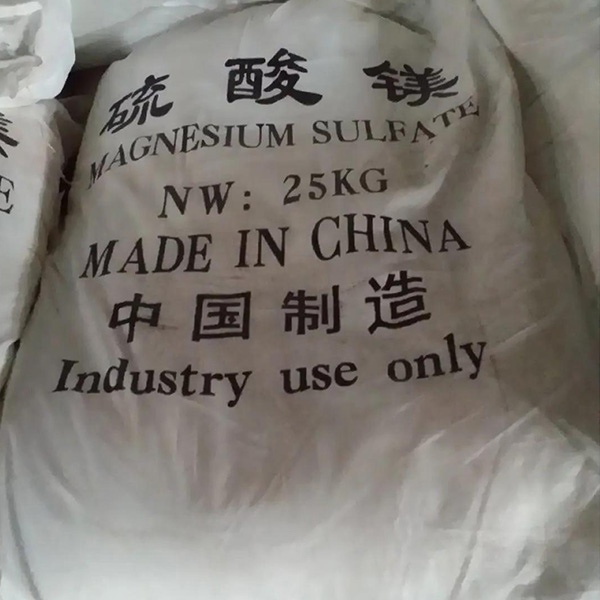 硫酸镁
MAGNESIUM SULFATE
NW: 25KG
MADE IN CHINA
中国制造
Industry use only